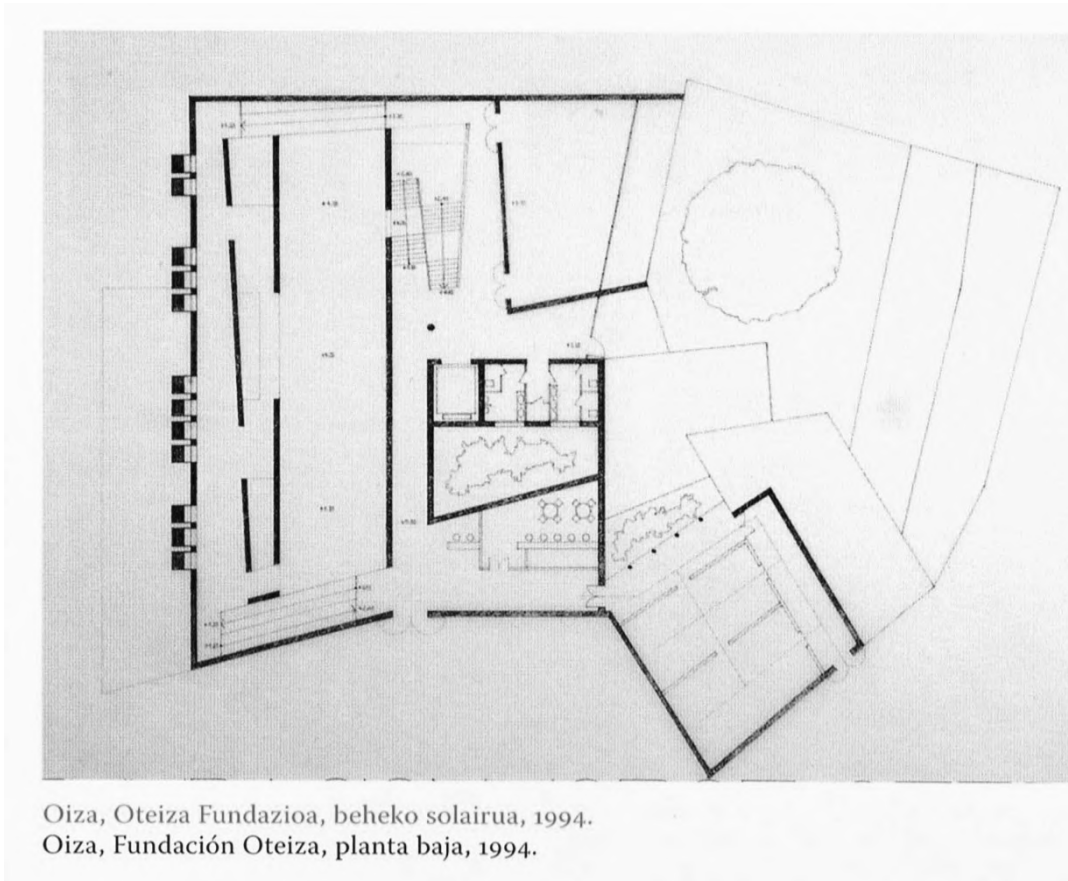 Oiza, Oteiza Fundazioa, beheko solairua, 1994.
Oiza, Fundación Oteiza, planta baja, 1994.